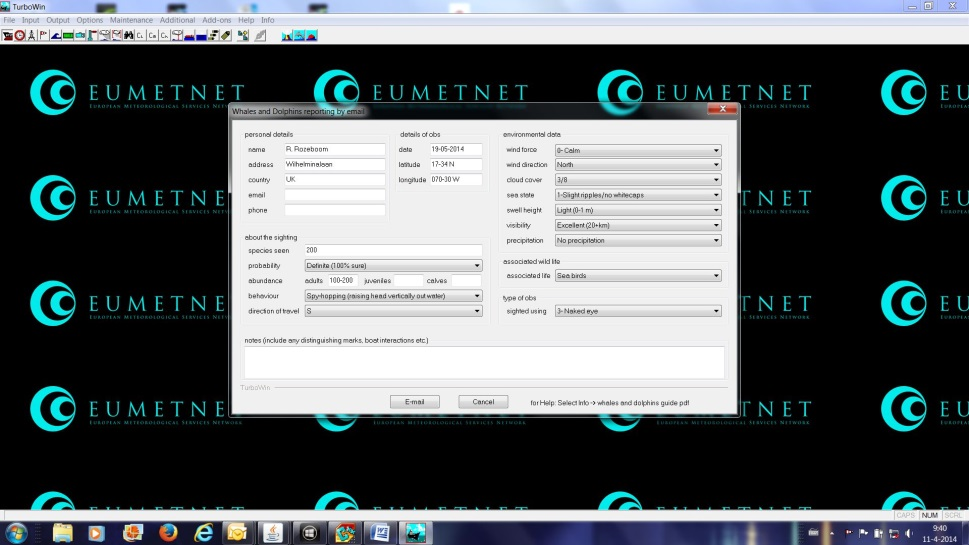 TurboWin
File Input Output Options Maintenance Additional Add-ons Help Info
EUMETNET EUMETNET EUMETNET EUMETNET
EUROPEAN METEOROLOGICAL SERVICES NETWORK
Whales and Dolphins reporting by email
personal details
name R. Rozeboom
address Wilhelminalaan
country UK
email
phone
details of obs
date 19-05-2014
latitude 17-34 N
longitude 070-30 W
environmental data
wind force 0- Calm
wind direction North
cloud cover 3/8
sea state 1-Slight ripples/no whitecaps
swell height Light (0-1 m)
visibility Excellent (20+km)
precipitation No precipitation
about the sighting
species seen 200
probability Definite (100% sure)
abundance adults 100-200 juveniles calves
behaviour Spy-hopping (raising head vertically out water)
direction of travel S
associated wild life
associated life Sea birds
type of obs
sighted using 3- Naked eye
notes (include any distinguishing marks, boat interactions etc.)
TurboWin
E-mail Cancel for Help: Select Info -> whales and dolphins guide pdf
CAPS NUM SCRL
9:40
11-4-2014